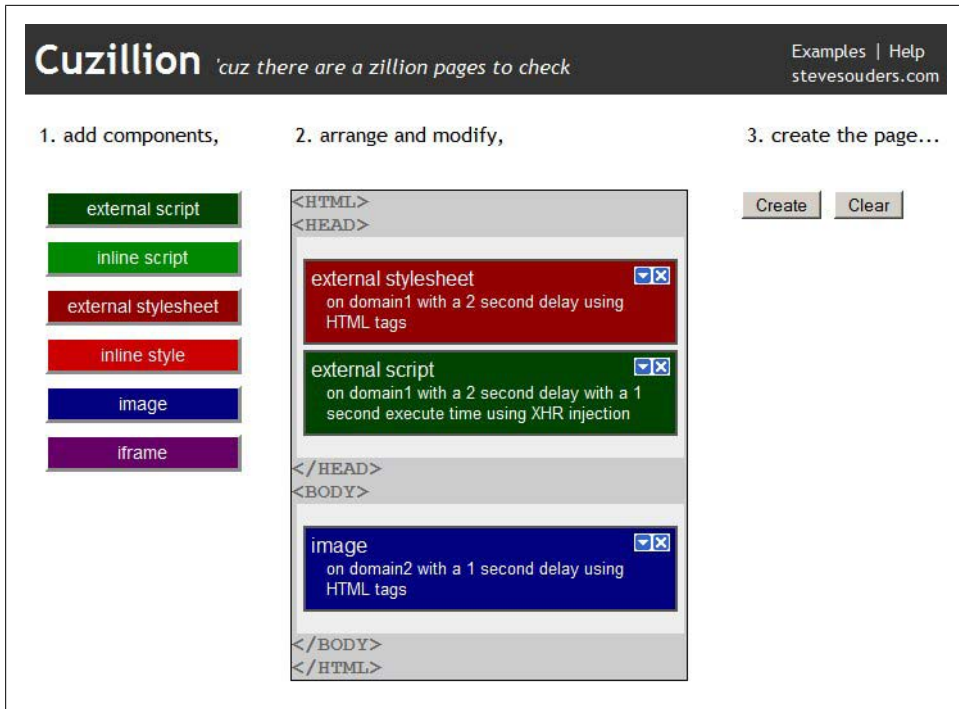 Cuzillion 'cuz there are a zillion pages to check
Examples | Help
stevesouders.com
1. add components,
2. arrange and modify,
3. create the page...
external script
inline script
external stylesheet
inline style
image
iframe
<HTML>
<HEAD>
external stylesheet
on domain1 with a 2 second delay using
HTML tags
external script
on domain1 with a 2 second delay with a 1
second execute time using XHR injection
</HEAD>
<BODY>
image
on domain2 with a 1 second delay using
HTML tags
</BODY>
</HTML>
Create
Clear